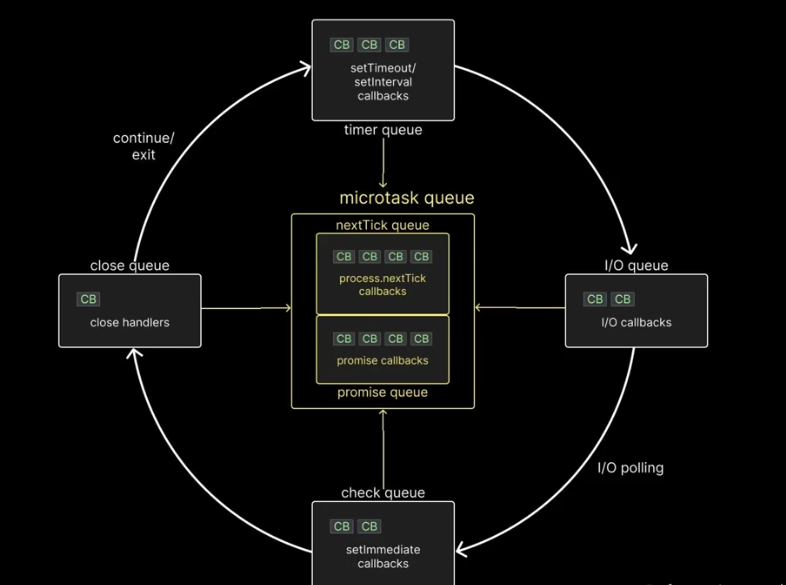 CB CB CB
setTimeout/
setInterval
callbacks
timer queue
continue/
exit
microtask queue
nextTick queue
CB CB CB CB
process.nextTick
callbacks
CB CB CB CB
promise callbacks
promise queue
close queue
CB
close handlers
I/O queue
CB CB
I/O callbacks
I/O polling
check queue
CB CB
setImmediate
callbacks